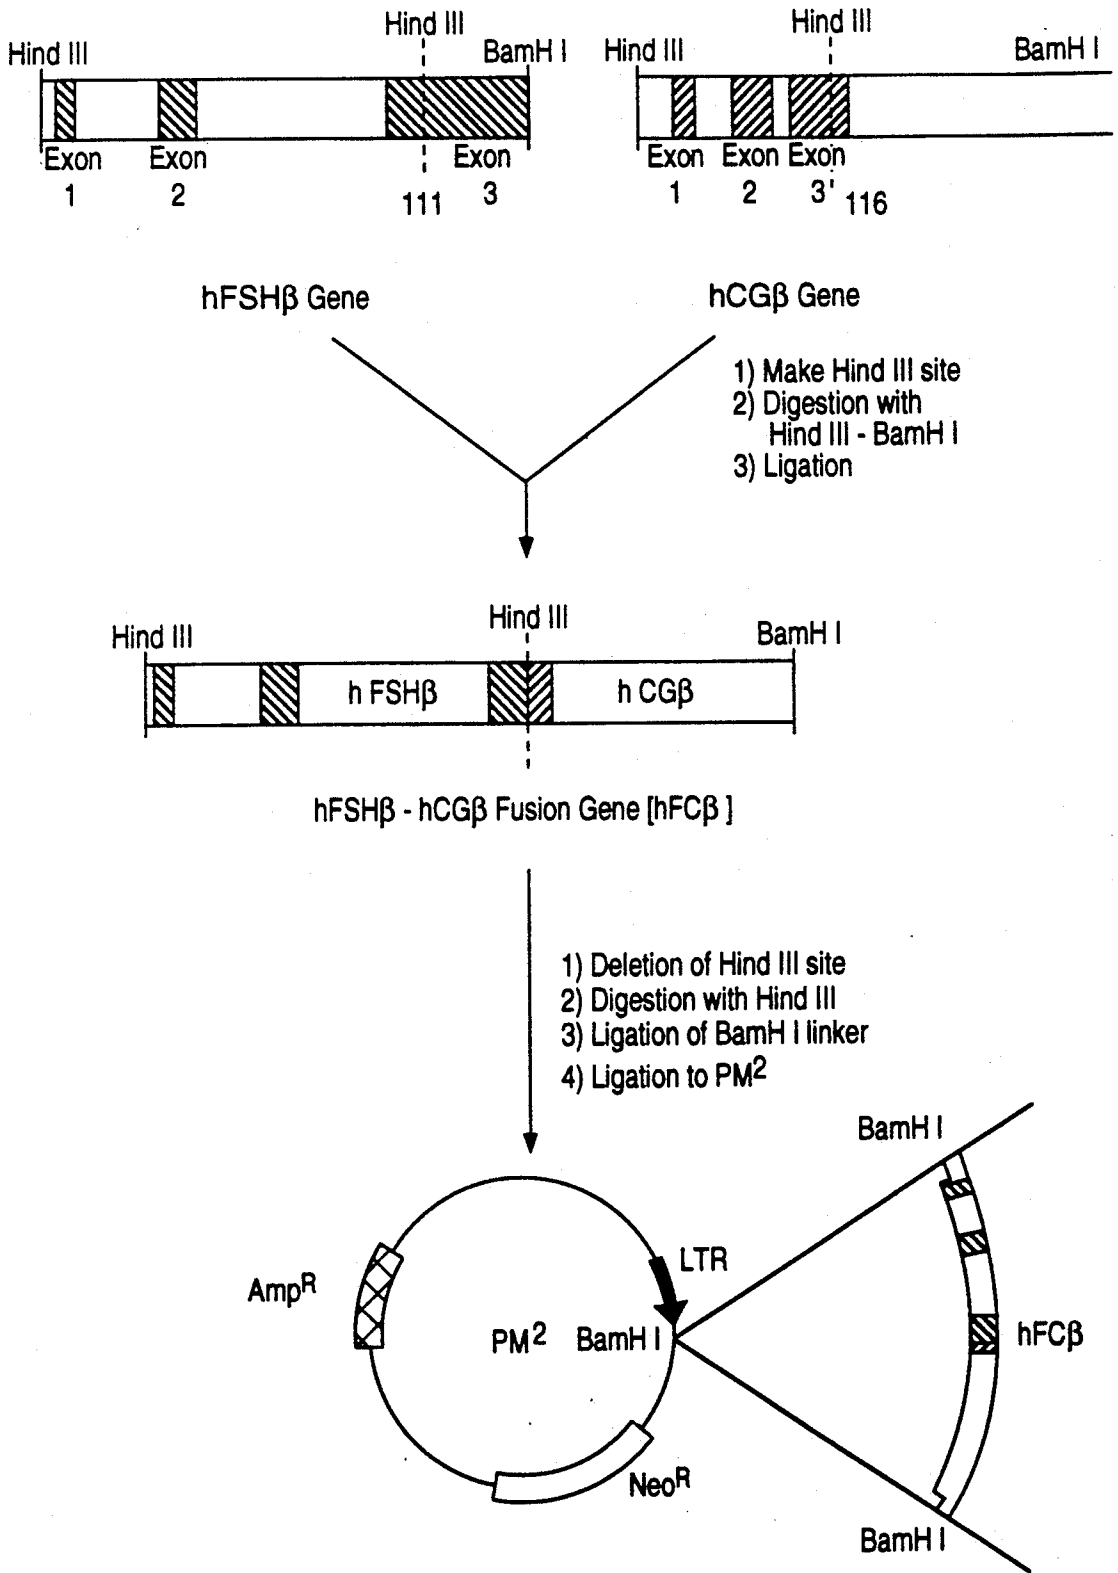 Hind III
Hind III
BamH I
Hind III
Hind III
BamH I
Exon 1
Exon 2
111
Exon 3
Exon 1
Exon 2
Exon 3
116
hFSHβ Gene
hCGβ Gene
1) Make Hind III site
2) Digestion with
Hind III - BamH I
3) Ligation
Hind III
Hind III
BamH I
h FSHβ
h CGβ
hFSHβ - hCGβ Fusion Gene [hFCβ ]
1) Deletion of Hind III site
2) Digestion with Hind III
3) Ligation of BamH I linker
4) Ligation to PM²
BamH I
LTR
Amp^R
PM²
BamH I
hFCβ
Neo^R
BamH I